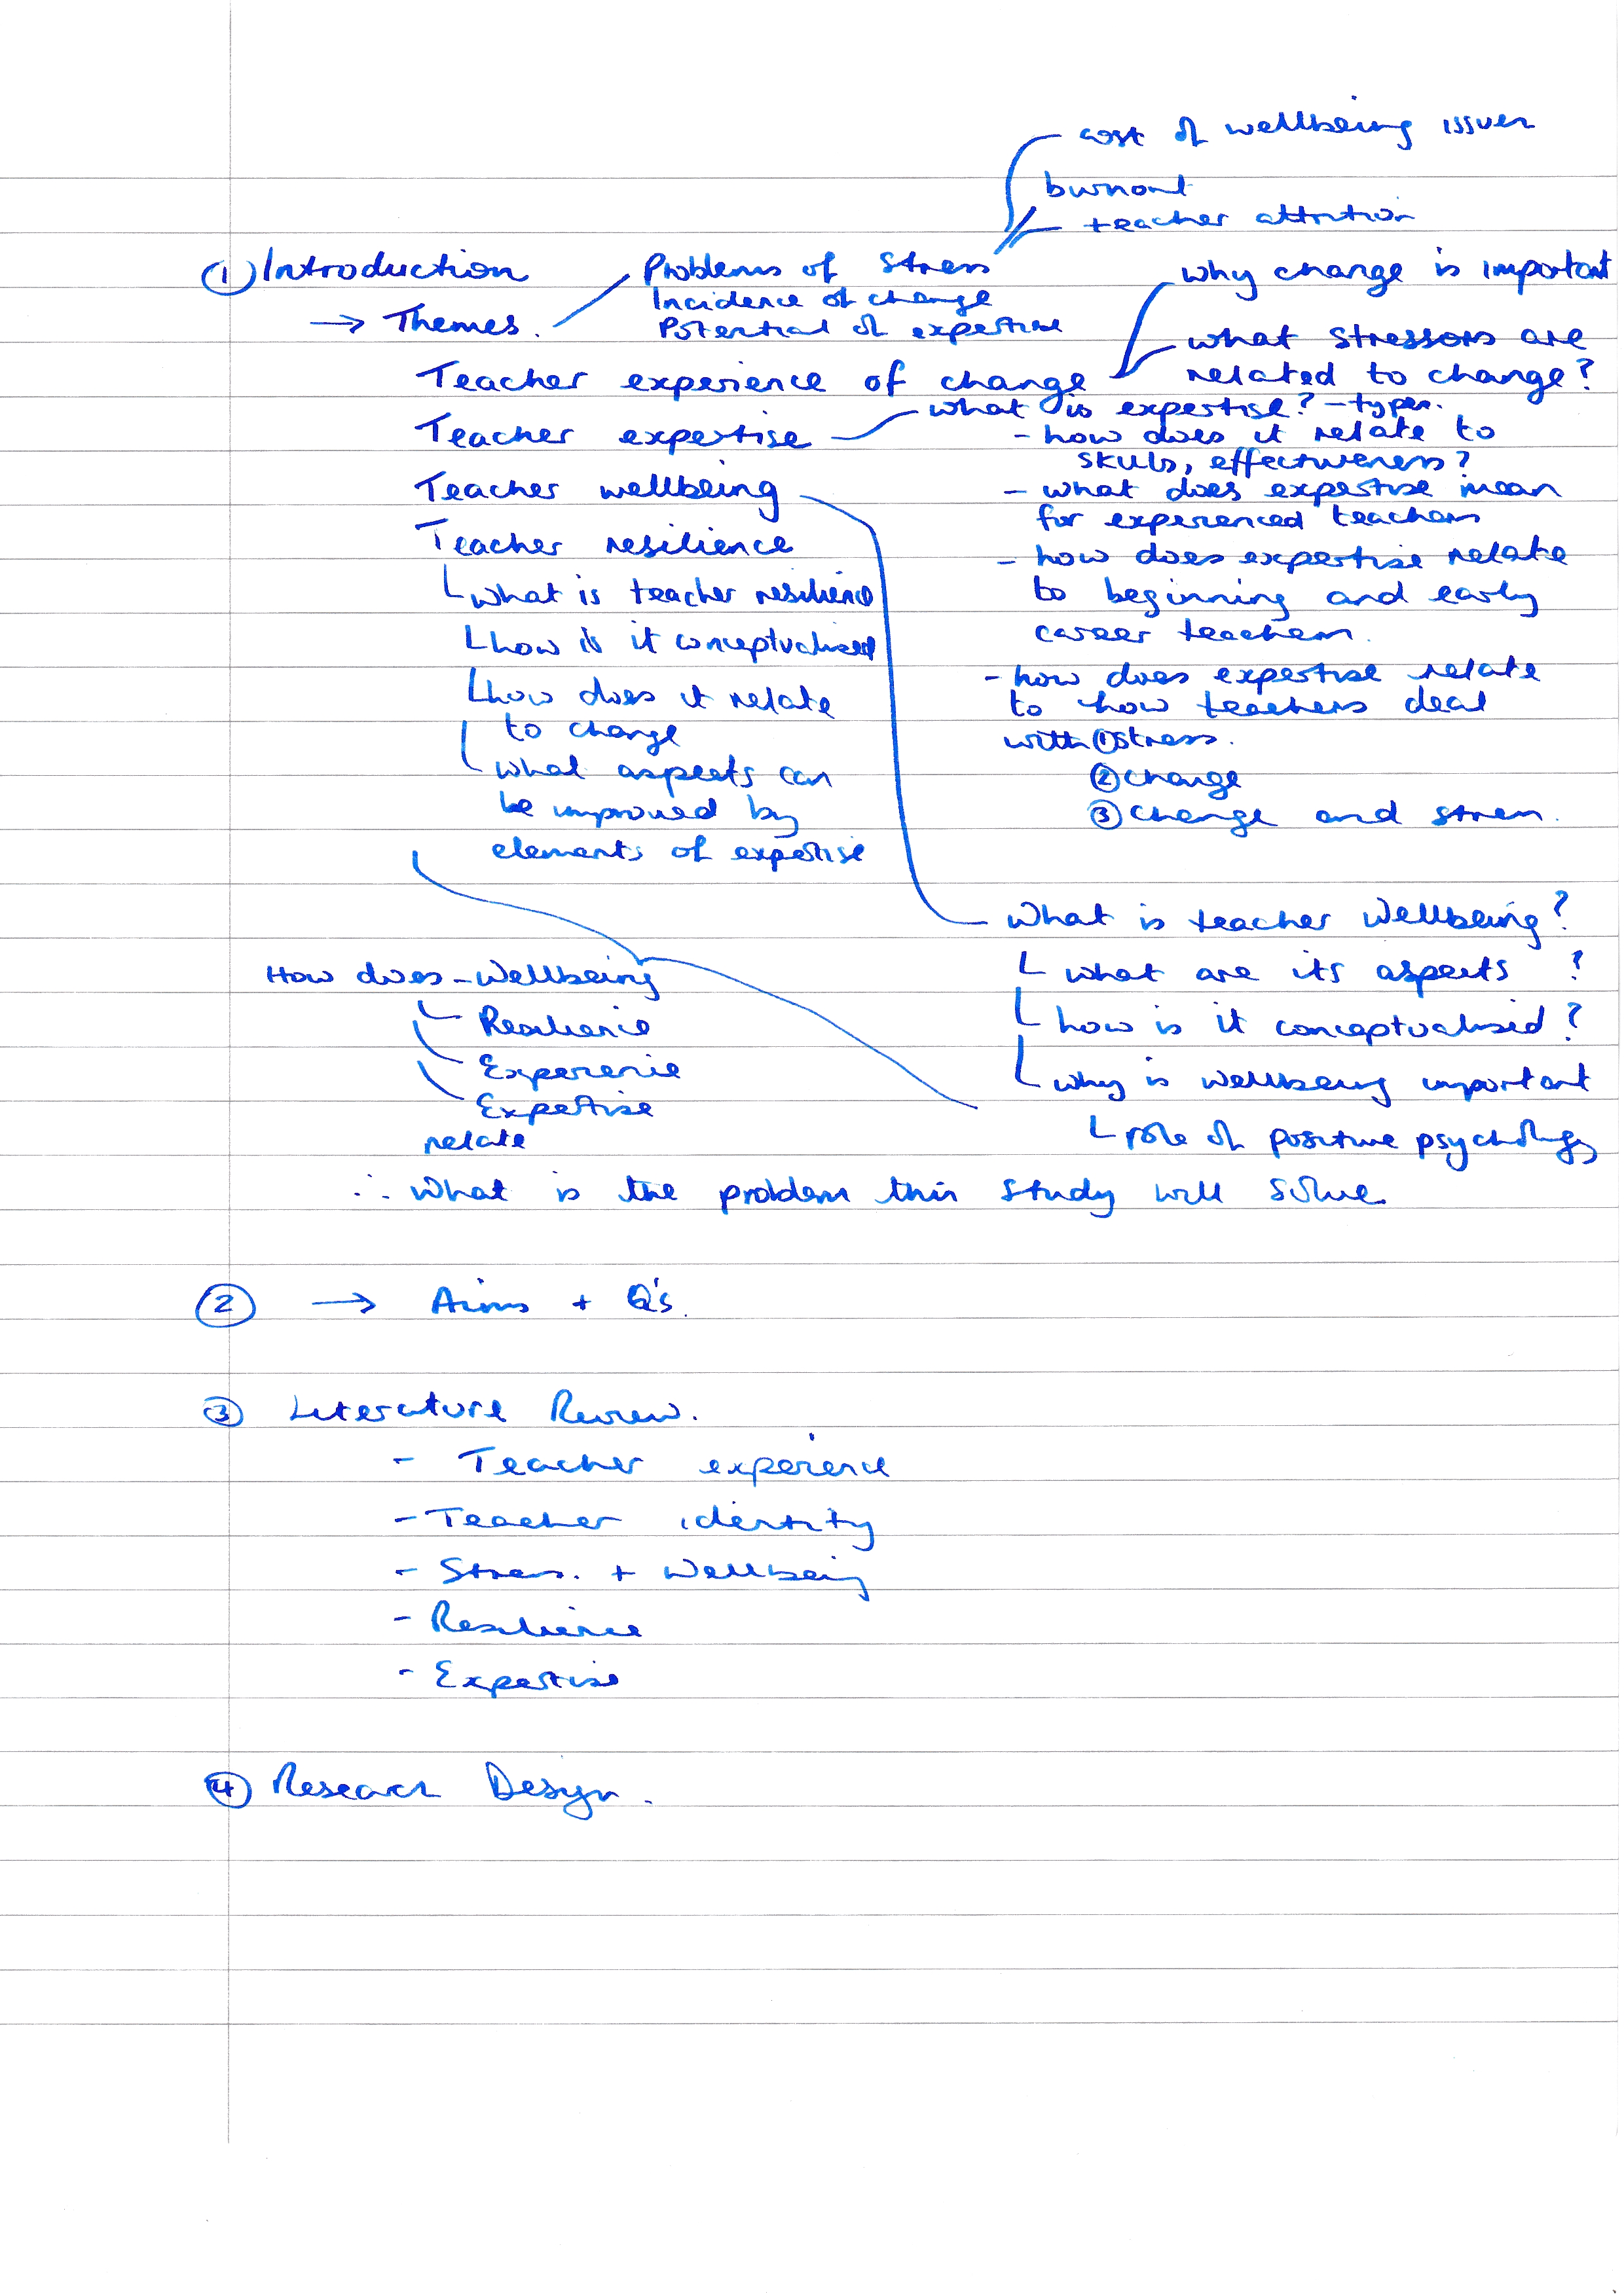 cost of wellbeing issues
burnout
teacher attrition
① Introduction
→ Themes.
Problems of stress
Incidence of change
Potential of expertise
Teacher experience of change
why change is important
what stressors are
related to change?
Teacher expertise
what is expertise? - types.
- how does it relate to
skills, effectiveness?
- what does expertise mean
for experienced teachers
- how does expertise relate
to beginning and early
career teachers.
- how does expertise relate
to how teachers deal
with ① stress.
② change
③ change and stress.
Teacher wellbeing
What is teacher wellbeing?
what are its aspects ?
how is it conceptualised?
why is wellbeing important
role of positive psychology
Teacher resilience
what is teacher resilience
how is it conceptualised
how does it relate
to change
what aspects can
be improved by
elements of expertise
How does - Wellbeing
Resilience
Experience
Expertise
relate
∴ What is the problem this study will solve.
② → Aims + Q's.
③ Literature Review.
- Teacher experience
- Teacher identity
- Stress. + Wellbeing
- Resilience
- Expertise
④ Research Design.